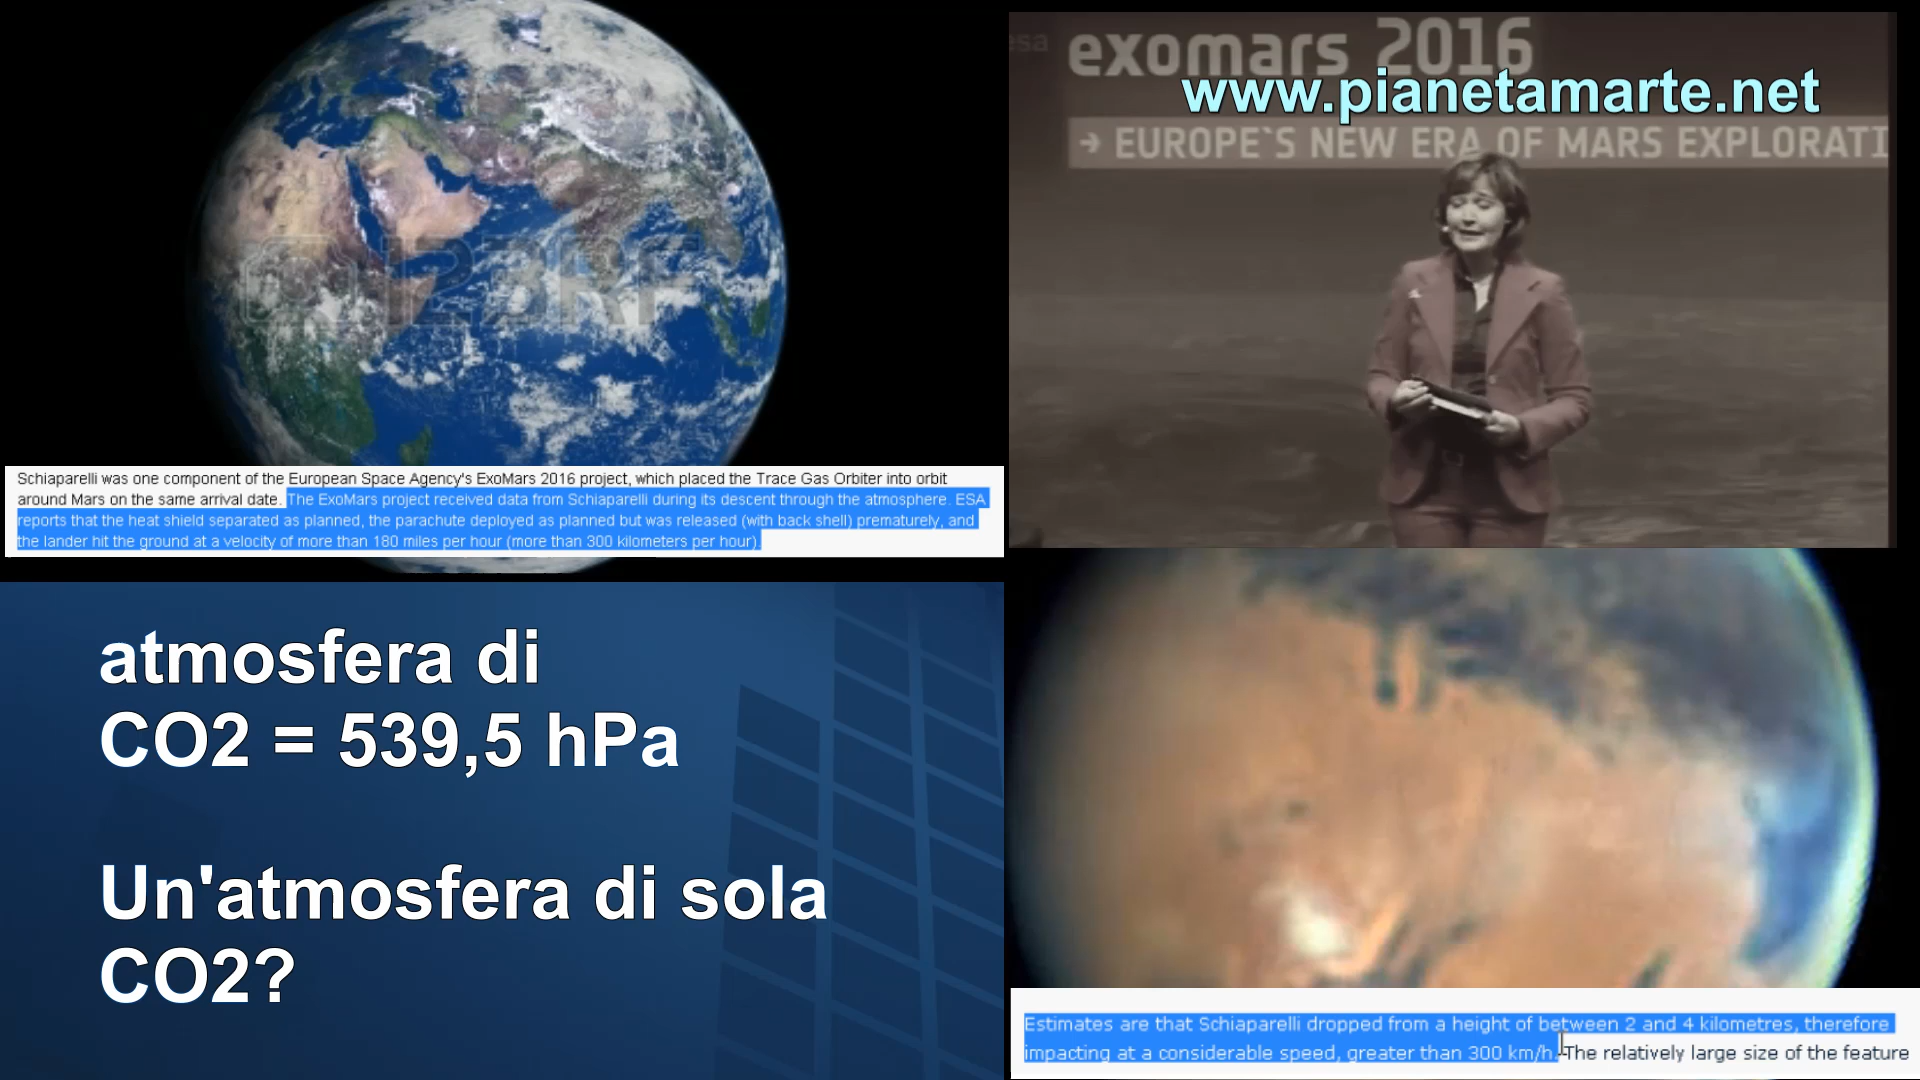 esa
exomars 2016
www.pianetamarte.net
→ EUROPE`S NEW ERA OF MARS EXPLORATI
123RF
Schiaparelli was one component of the European Space Agency's ExoMars 2016 project, which placed the Trace Gas Orbiter into orbit
around Mars on the same arrival date. The ExoMars project received data from Schiaparelli during its descent through the atmosphere. ESA
reports that the heat shield separated as planned, the parachute deployed as planned but was released (with back shell) prematurely, and
the lander hit the ground at a velocity of more than 180 miles per hour (more than 300 kilometers per hour)
atmosfera di
CO2 = 539,5 hPa
Un'atmosfera di sola
CO2?
Estimates are that Schiaparelli dropped from a height of between 2 and 4 kilometres, therefore
impacting at a considerable speed, greater than 300 km/h. The relatively large size of the feature